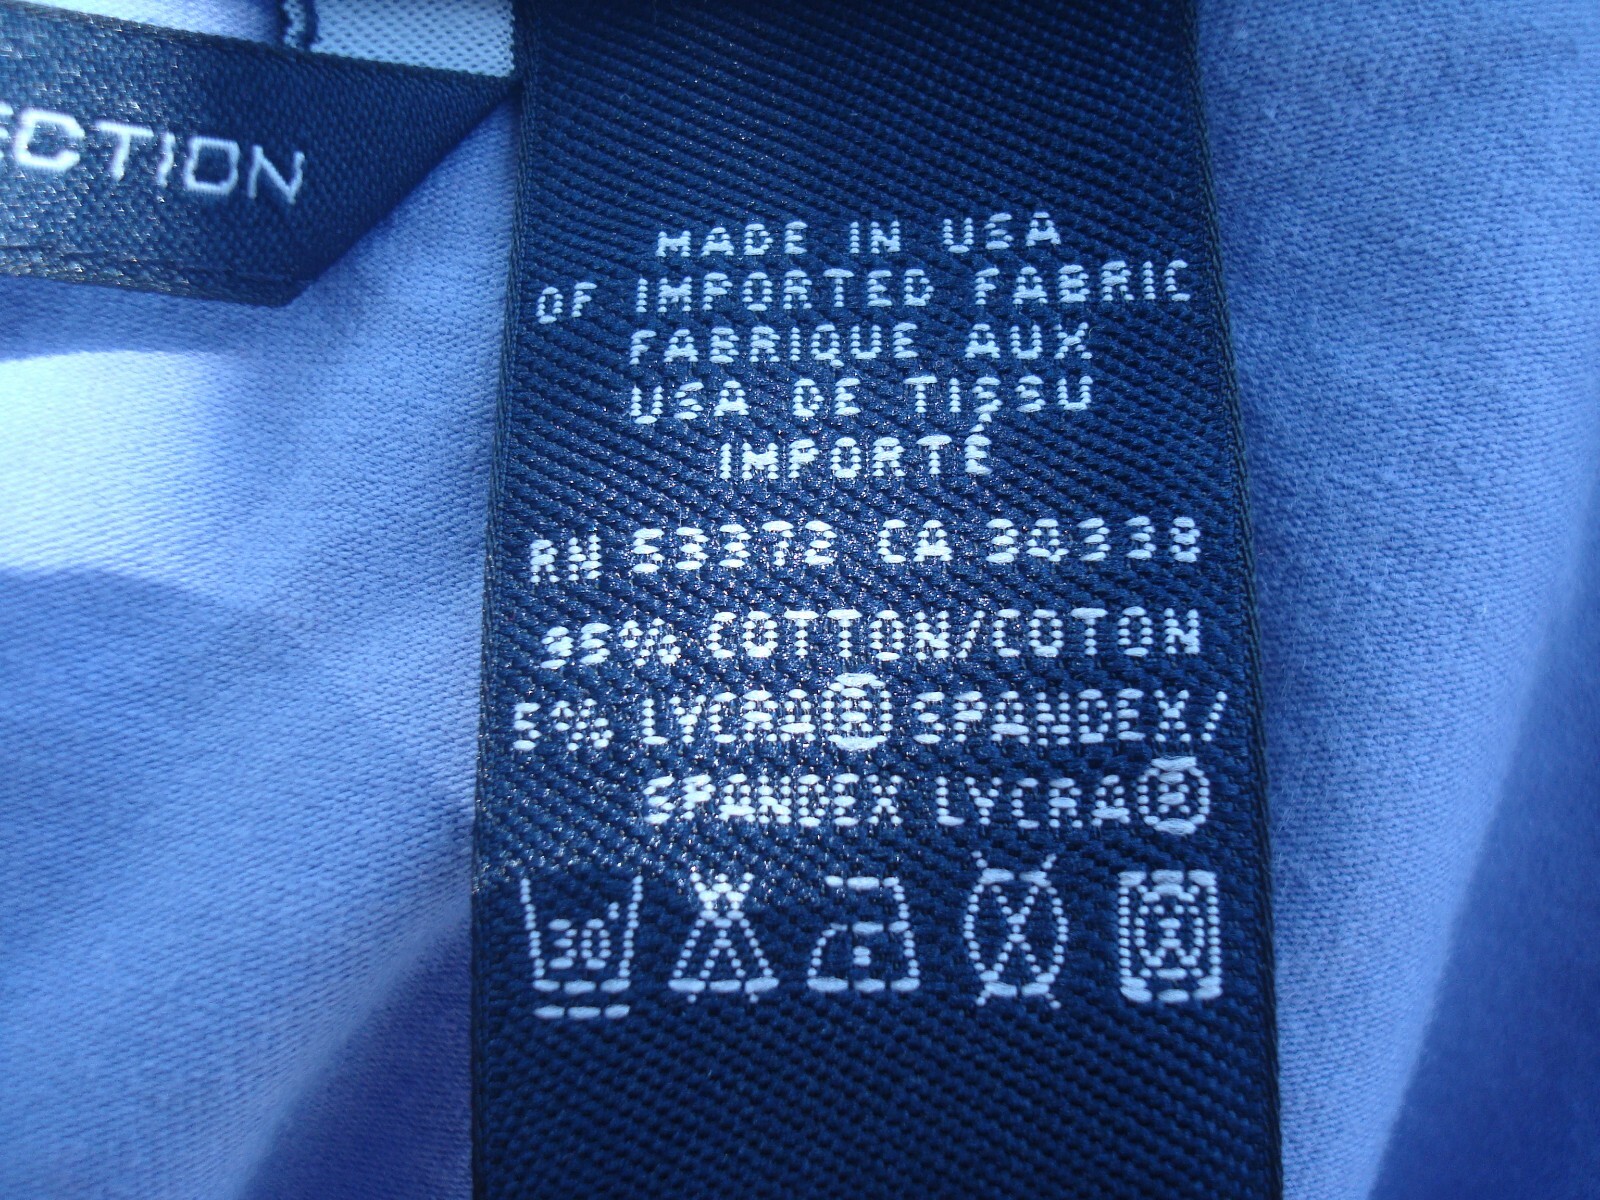 ECTION
MADE IN USA
OF IMPORTED FABRIC
FABRIQUE AUX
USA DE TISSU
IMPORTÉ
RN 53372 CA 30338
95% COTTON/COTON
5% LYCRA® SPANDEX/
SPANDEX LYCRA®
30°